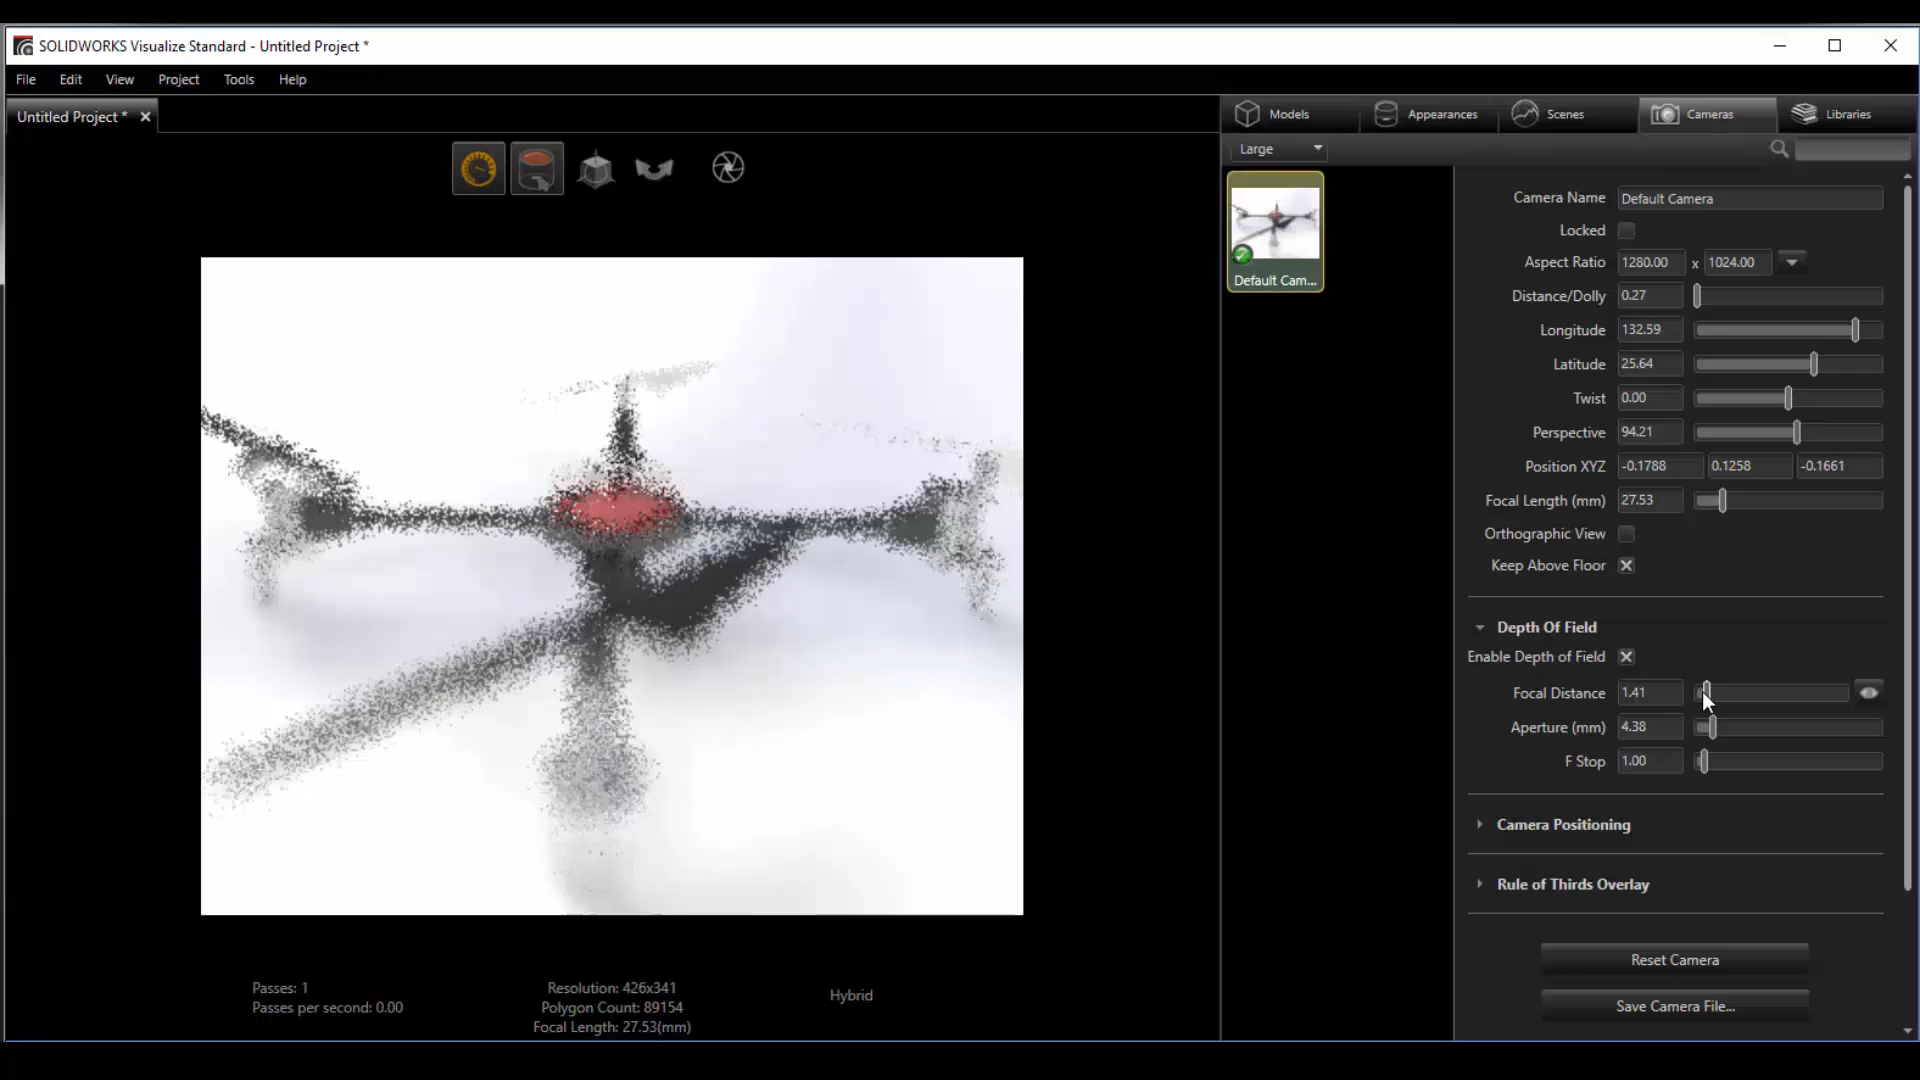 SOLIDWORKS Visualize Standard - Untitled Project *
File Edit View Project Tools Help
Untitled Project * ×
Models Appearances Scenes Cameras Libraries
Large
Default Cam...
Camera Name Default Camera
Locked
Aspect Ratio 1280.00 x 1024.00
Distance/Dolly 0.27
Longitude 132.59
Latitude 25.64
Twist 0.00
Perspective 94.21
Position XYZ -0.1788 0.1258 -0.1661
Focal Length (mm) 27.53
Orthographic View
Keep Above Floor
Depth Of Field
Enable Depth of Field
Focal Distance 1.41
Aperture (mm) 4.38
F Stop 1.00
Camera Positioning
Rule of Thirds Overlay
Reset Camera
Save Camera File...
Passes: 1
Passes per second: 0.00
Resolution: 426x341
Polygon Count: 89154
Focal Length: 27.53(mm)
Hybrid